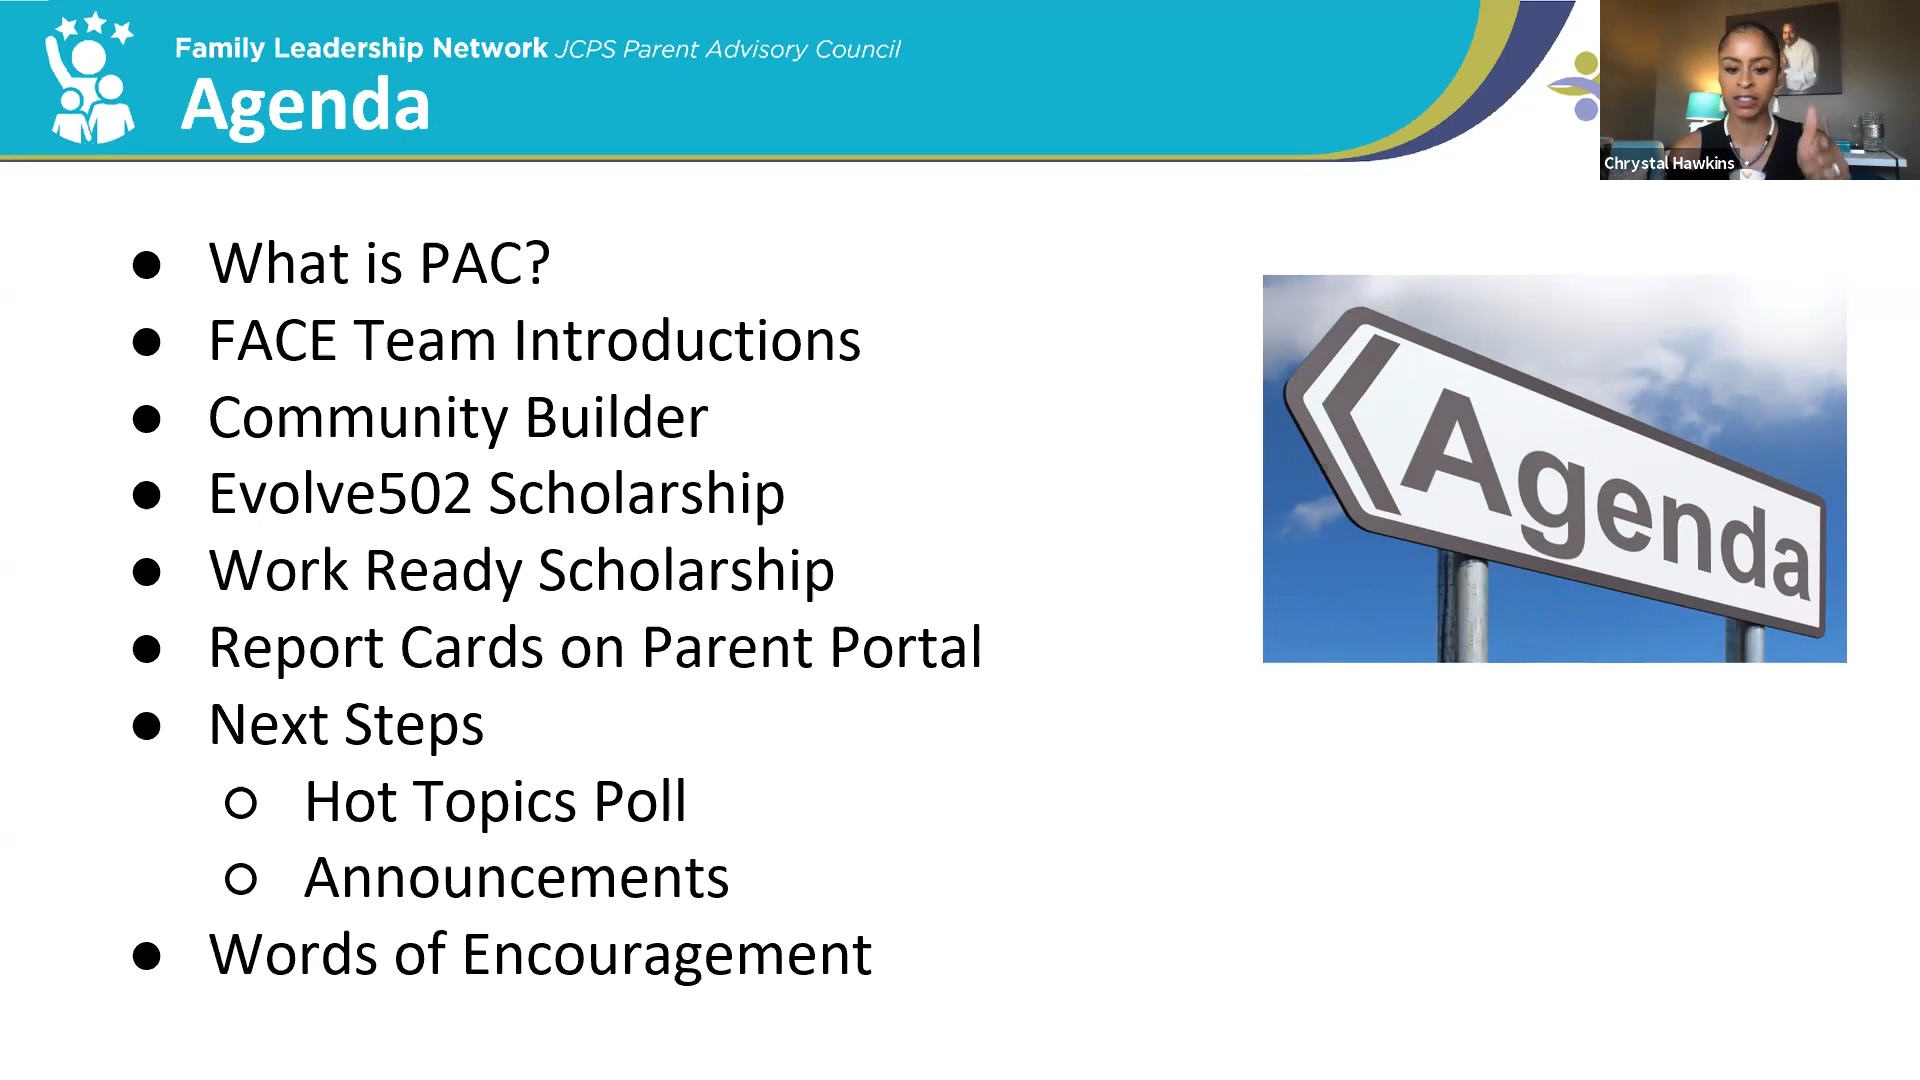 Family Leadership Network JCPS Parent Advisory Council
Agenda
Chrystal Hawkins
● What is PAC?
● FACE Team Introductions
● Community Builder
● Evolve502 Scholarship
● Work Ready Scholarship
● Report Cards on Parent Portal
● Next Steps
○ Hot Topics Poll
○ Announcements
● Words of Encouragement
Agenda